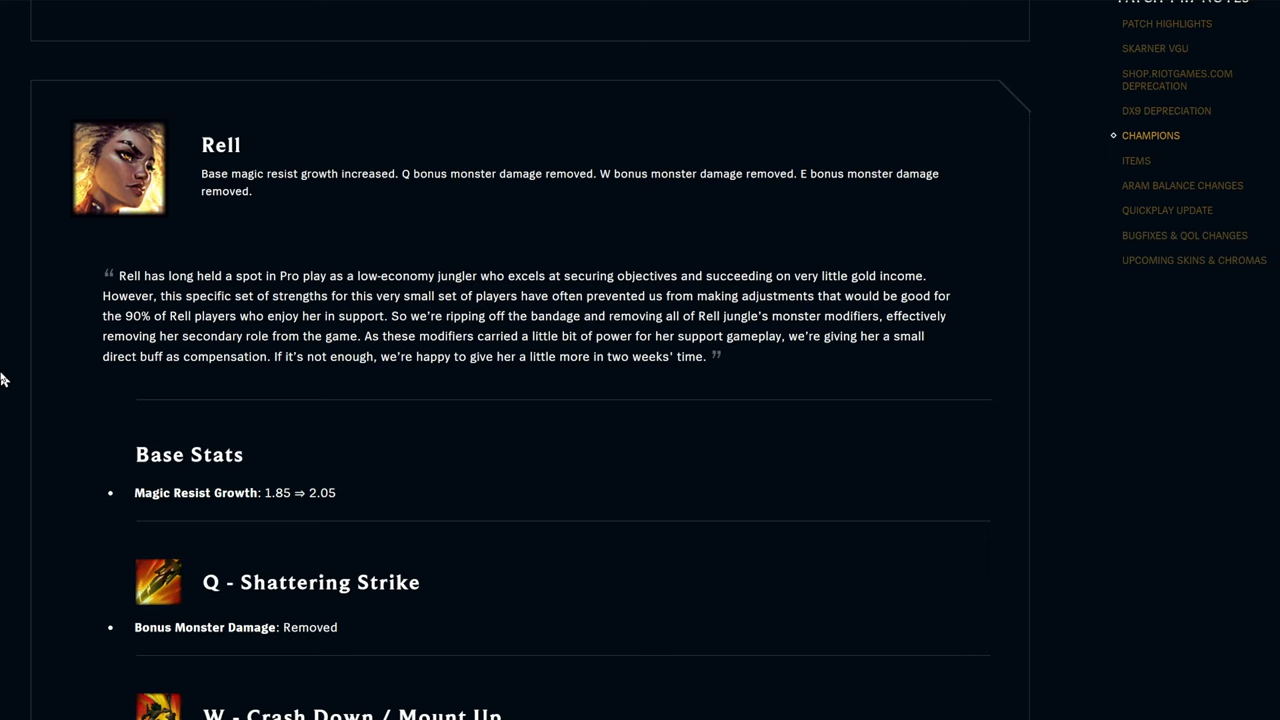 PATCH HIGHLIGHTS
SKARNER VGU
SHOP.RIOTGAMES.COM
DEPRECATION
DX9 DEPRECIATION
CHAMPIONS
ITEMS
ARAM BALANCE CHANGES
QUICKPLAY UPDATE
BUGFIXES & QOL CHANGES
UPCOMING SKINS & CHROMAS
Rell
Base magic resist growth increased. Q bonus monster damage removed. W bonus monster damage removed. E bonus monster damage
removed.
“ Rell has long held a spot in Pro play as a low-economy jungler who excels at securing objectives and succeeding on very little gold income.
However, this specific set of strengths for this very small set of players have often prevented us from making adjustments that would be good for
the 90% of Rell players who enjoy her in support. So we’re ripping off the bandage and removing all of Rell jungle’s monster modifiers, effectively
removing her secondary role from the game. As these modifiers carried a little bit of power for her support gameplay, we’re giving her a small
direct buff as compensation. If it’s not enough, we’re happy to give her a little more in two weeks’ time. ”
Base Stats
• Magic Resist Growth: 1.85 ⇒ 2.05
Q - Shattering Strike
• Bonus Monster Damage: Removed
W - Crash Down / Mount Up